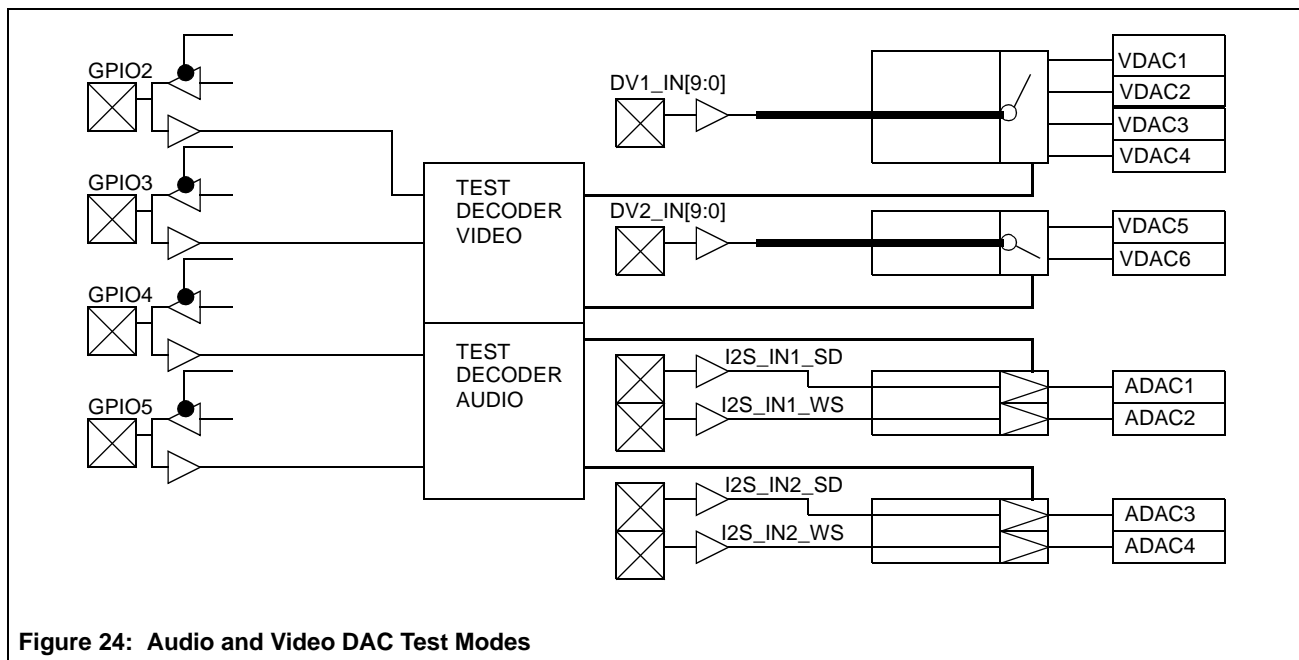 GPIO2
GPIO3
GPIO4
GPIO5
TEST
DECODER
VIDEO
TEST
DECODER
AUDIO
DV1_IN[9:0]
VDAC1
VDAC2
VDAC3
VDAC4
DV2_IN[9:0]
VDAC5
VDAC6
I2S_IN1_SD
I2S_IN1_WS
ADAC1
ADAC2
I2S_IN2_SD
I2S_IN2_WS
ADAC3
ADAC4
Figure 24: Audio and Video DAC Test Modes